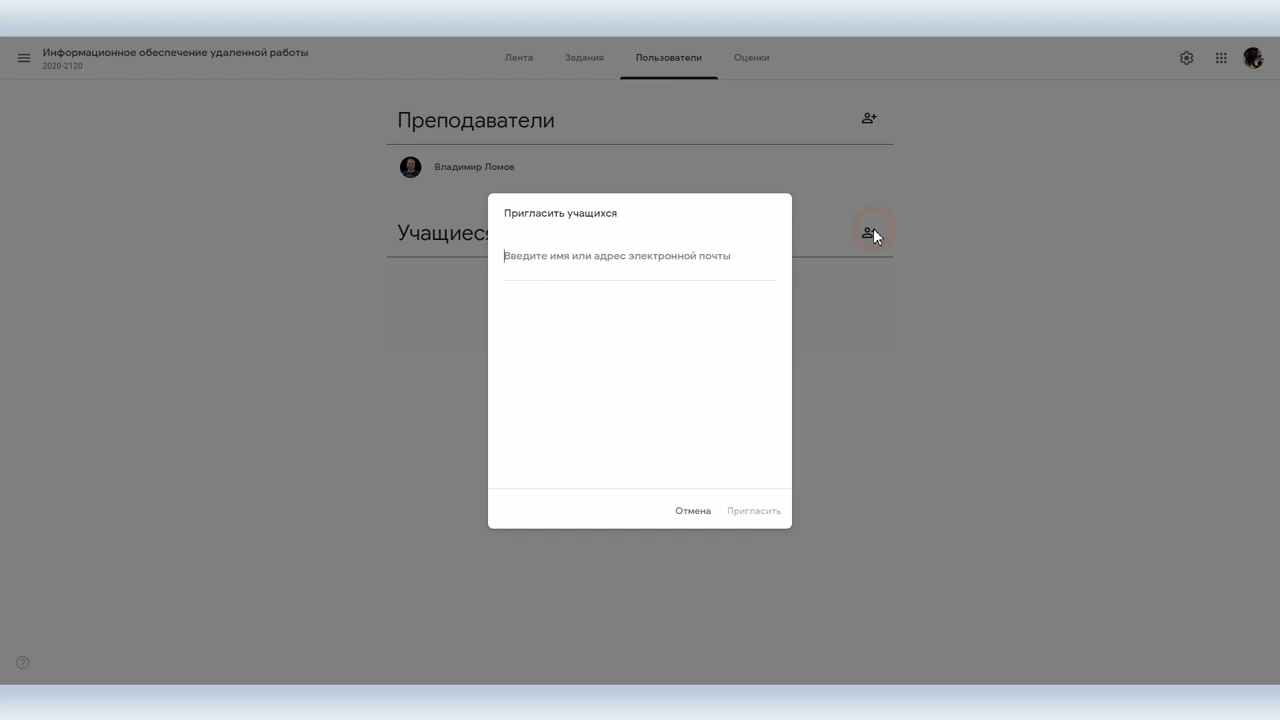 Информационное обеспечение удаленной работы
2020-2120
Лента
Задания
Пользователи
Оценки
Преподаватели
Владимир Ломов
Учащиес
Пригласить учащихся
Введите имя или адрес электронной почты
Отмена
Пригласить